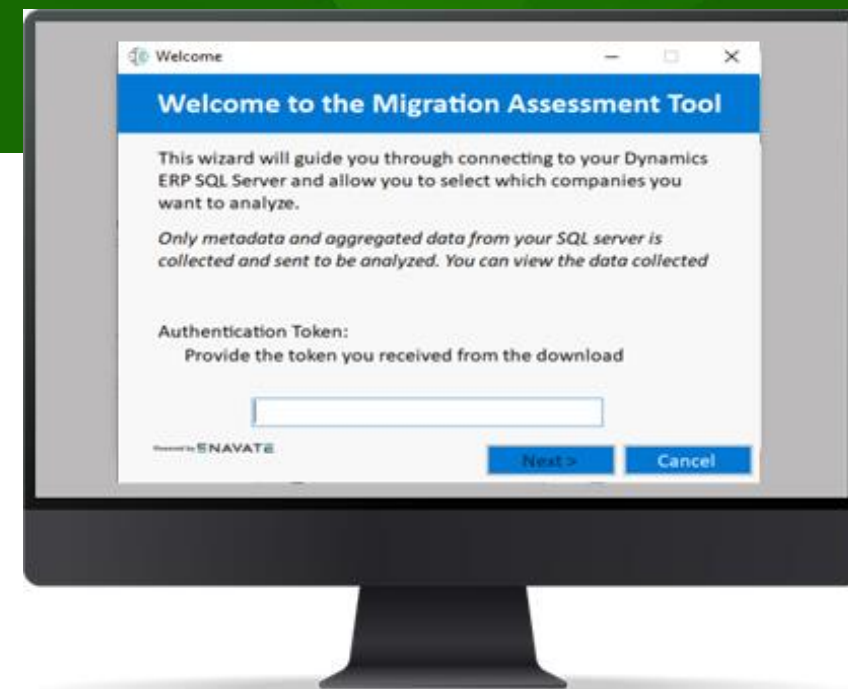 Welcome
Welcome to the Migration Assessment Tool
This wizard will guide you through connecting to your Dynamics
ERP SQL Server and allow you to select which companies you
want to analyze.
Only metadata and aggregated data from your SQL server is
collected and sent to be analyzed. You can view the data collected
Authentication Token:
Provide the token you received from the download
Powered by ENAVATE
Next >
Cancel